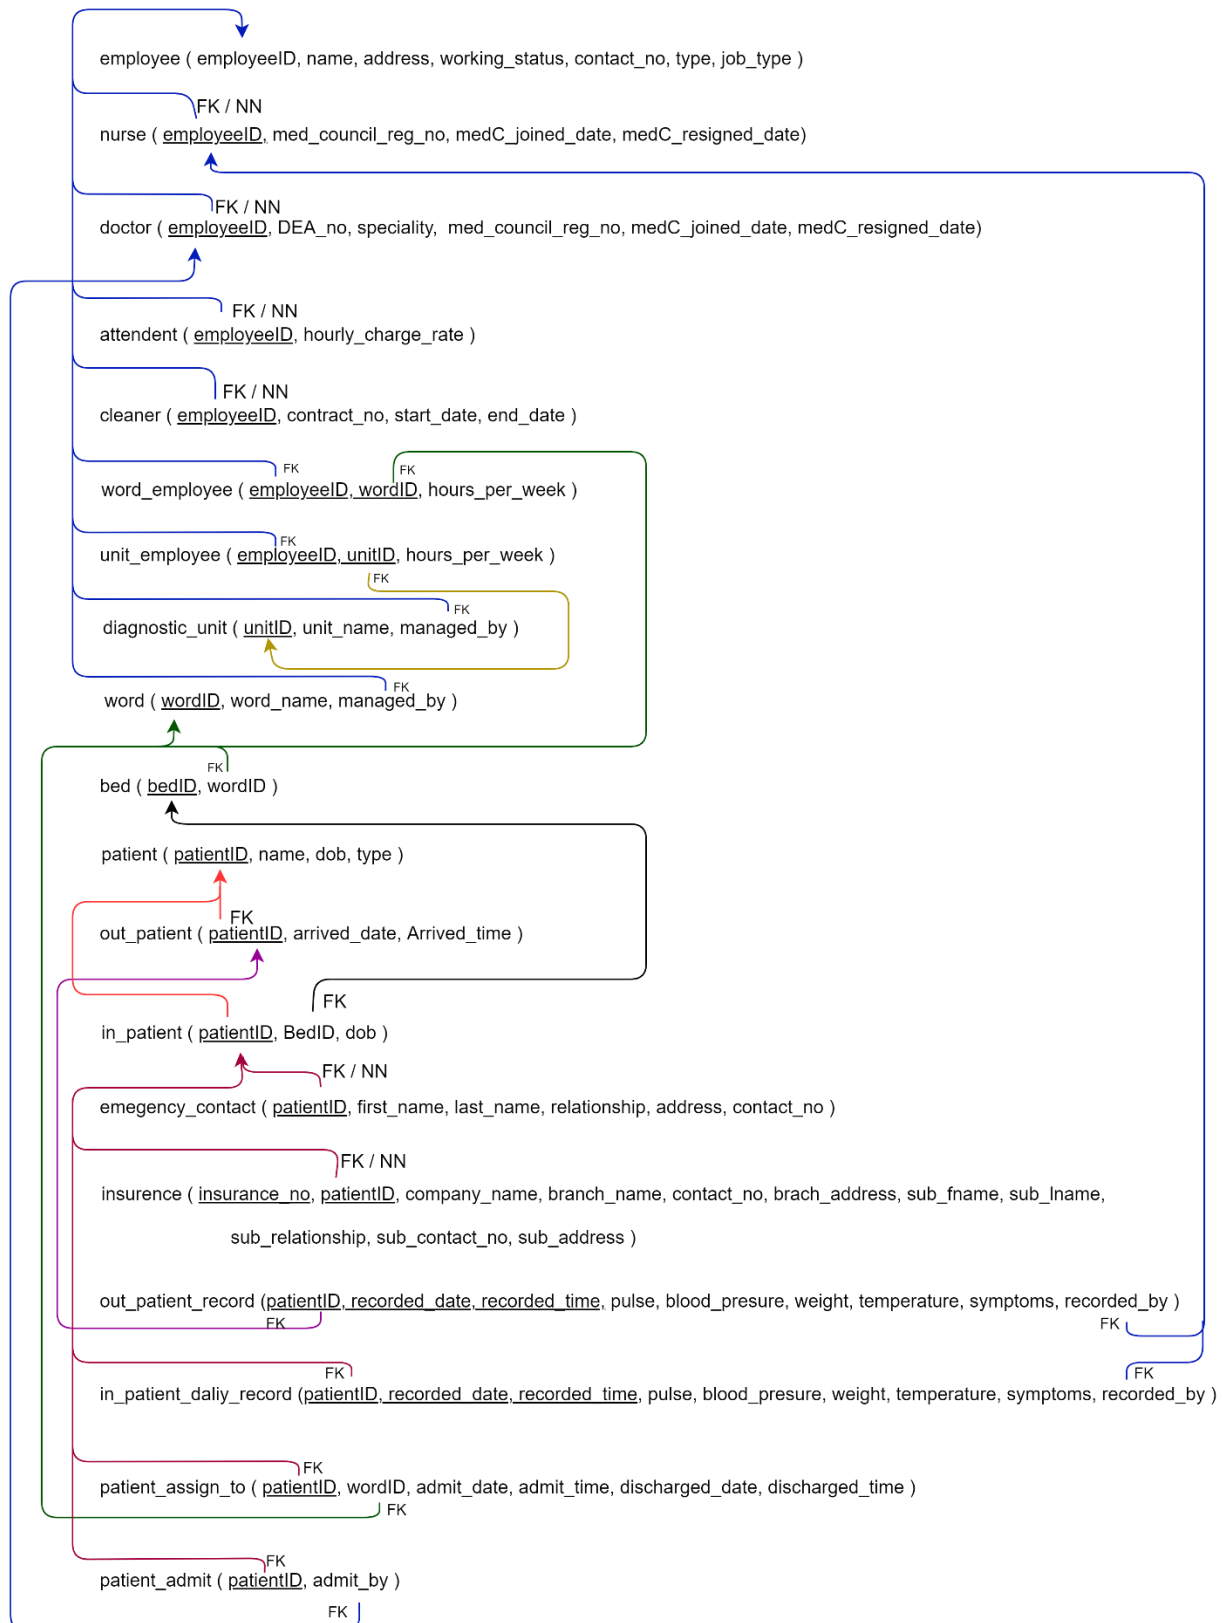 employee ( employeeID, name, address, working_status, contact_no, type, job_type )
FK / NN
nurse ( employeeID, med_council_reg_no, medC_joined_date, medC_resigned_date)
FK / NN
doctor ( employeeID, DEA_no, speciality, med_council_reg_no, medC_joined_date, medC_resigned_date)
FK / NN
attendent ( employeeID, hourly_charge_rate )
FK / NN
cleaner ( employeeID, contract_no, start_date, end_date )
FK FK
word_employee ( employeeID, wordID, hours_per_week )
FK
unit_employee ( employeeID, unitID, hours_per_week )
FK
FK
diagnostic_unit ( unitID, unit_name, managed_by )
FK
word ( wordID, word_name, managed_by )
FK
bed ( bedID, wordID )
patient ( patientID, name, dob, type )
FK
out_patient ( patientID, arrived_date, Arrived_time )
FK
in_patient ( patientID, BedID, dob )
FK / NN
emegency_contact ( patientID, first_name, last_name, relationship, address, contact_no )
FK / NN
insurence ( insurance_no, patientID, company_name, branch_name, contact_no, brach_address, sub_fname, sub_lname,
sub_relationship, sub_contact_no, sub_address )
out_patient_record (patientID, recorded_date, recorded_time, pulse, blood_presure, weight, temperature, symptoms, recorded_by )
FK FK
FK FK
in_patient_daliy_record (patientID, recorded_date, recorded_time, pulse, blood_presure, weight, temperature, symptoms, recorded_by )
FK
patient_assign_to ( patientID, wordID, admit_date, admit_time, discharged_date, discharged_time )
FK
FK
patient_admit ( patientID, admit_by )
FK